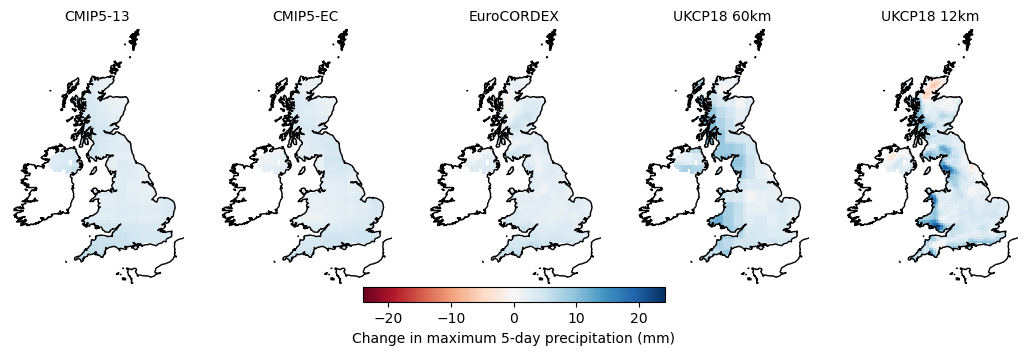 CMIP5-13 CMIP5-EC EuroCORDEX UKCP18 60km UKCP18 12km
−20 −10 0 10 20
Change in maximum 5-day precipitation (mm)